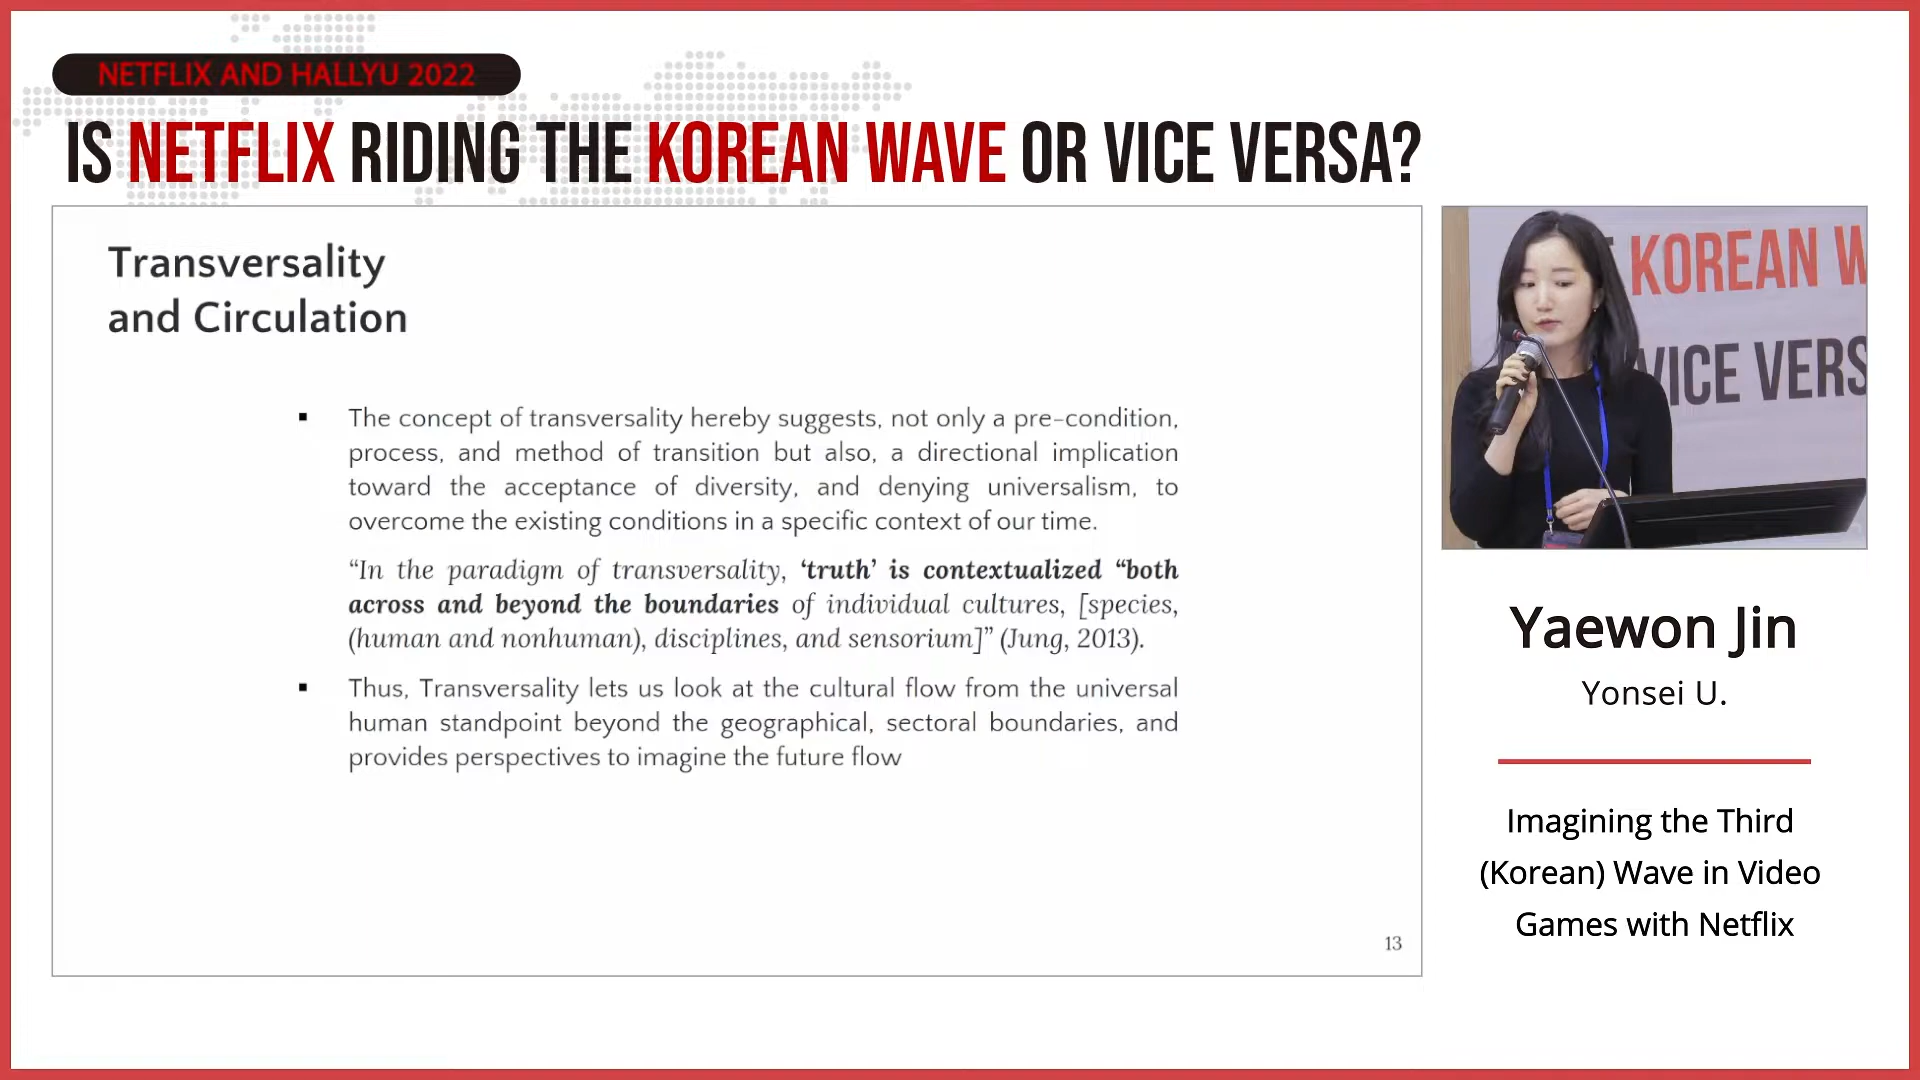 NETFLIX AND HALLYU 2022
IS NETFLIX RIDING THE KOREAN WAVE OR VICE VERSA?
Transversality
and Circulation
▪ The concept of transversality hereby suggests, not only a pre-condition,
process, and method of transition but also, a directional implication
toward the acceptance of diversity, and denying universalism, to
overcome the existing conditions in a specific context of our time.
“In the paradigm of transversality, ‘truth’ is contextualized “both
across and beyond the boundaries of individual cultures, [species,
(human and nonhuman), disciplines, and sensorium]” (Jung, 2013).
▪ Thus, Transversality lets us look at the cultural flow from the universal
human standpoint beyond the geographical, sectoral boundaries, and
provides perspectives to imagine the future flow
13
KOREAN W
VICE VERS
Yaewon Jin
Yonsei U.
Imagining the Third
(Korean) Wave in Video
Games with Netflix